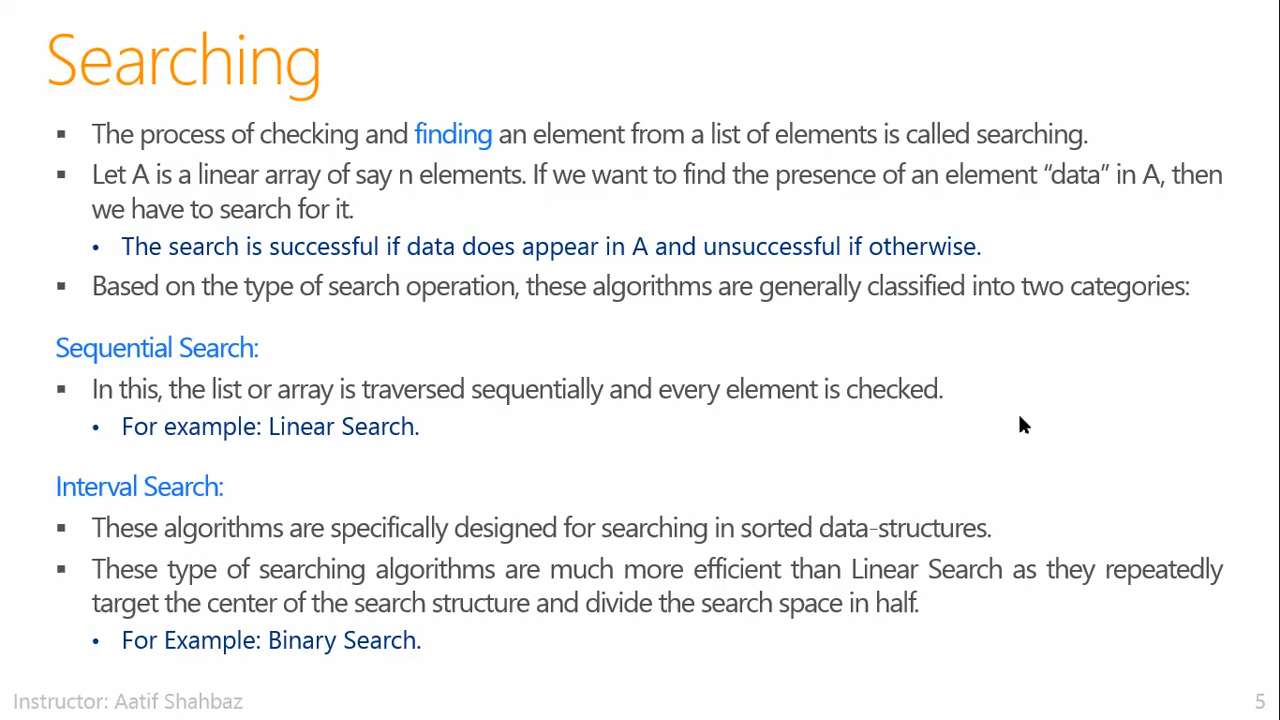 Searching
▪ The process of checking and finding an element from a list of elements is called searching.
▪ Let A is a linear array of say n elements. If we want to find the presence of an element “data” in A, then
we have to search for it.
• The search is successful if data does appear in A and unsuccessful if otherwise.
▪ Based on the type of search operation, these algorithms are generally classified into two categories:
Sequential Search:
▪ In this, the list or array is traversed sequentially and every element is checked.
• For example: Linear Search.
Interval Search:
▪ These algorithms are specifically designed for searching in sorted data-structures.
▪ These type of searching algorithms are much more efficient than Linear Search as they repeatedly
target the center of the search structure and divide the search space in half.
• For Example: Binary Search.
Instructor: Aatif Shahbaz
5